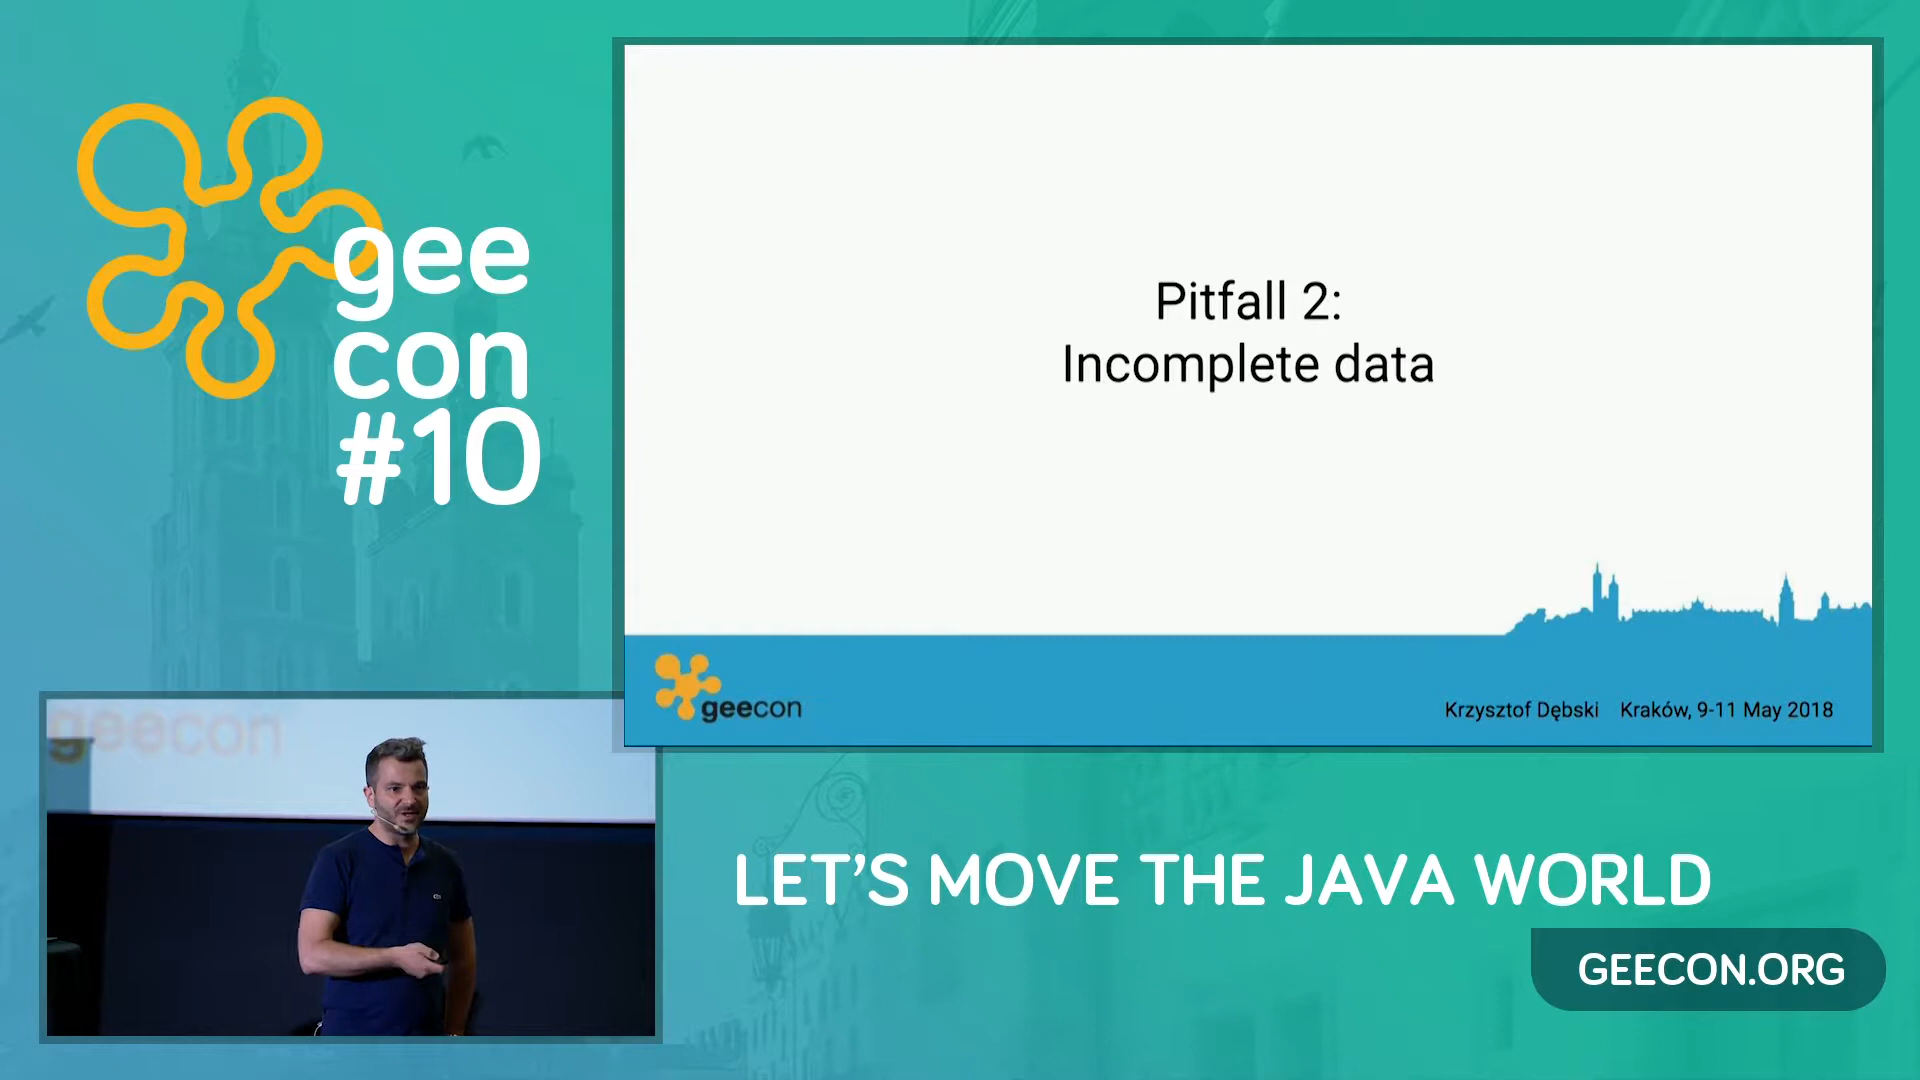 gee
con
#10
Pitfall 2:
Incomplete data
geecon
Krzysztof Dębski Kraków, 9-11 May 2018
geecon
LET'S MOVE THE JAVA WORLD
GEECON.ORG